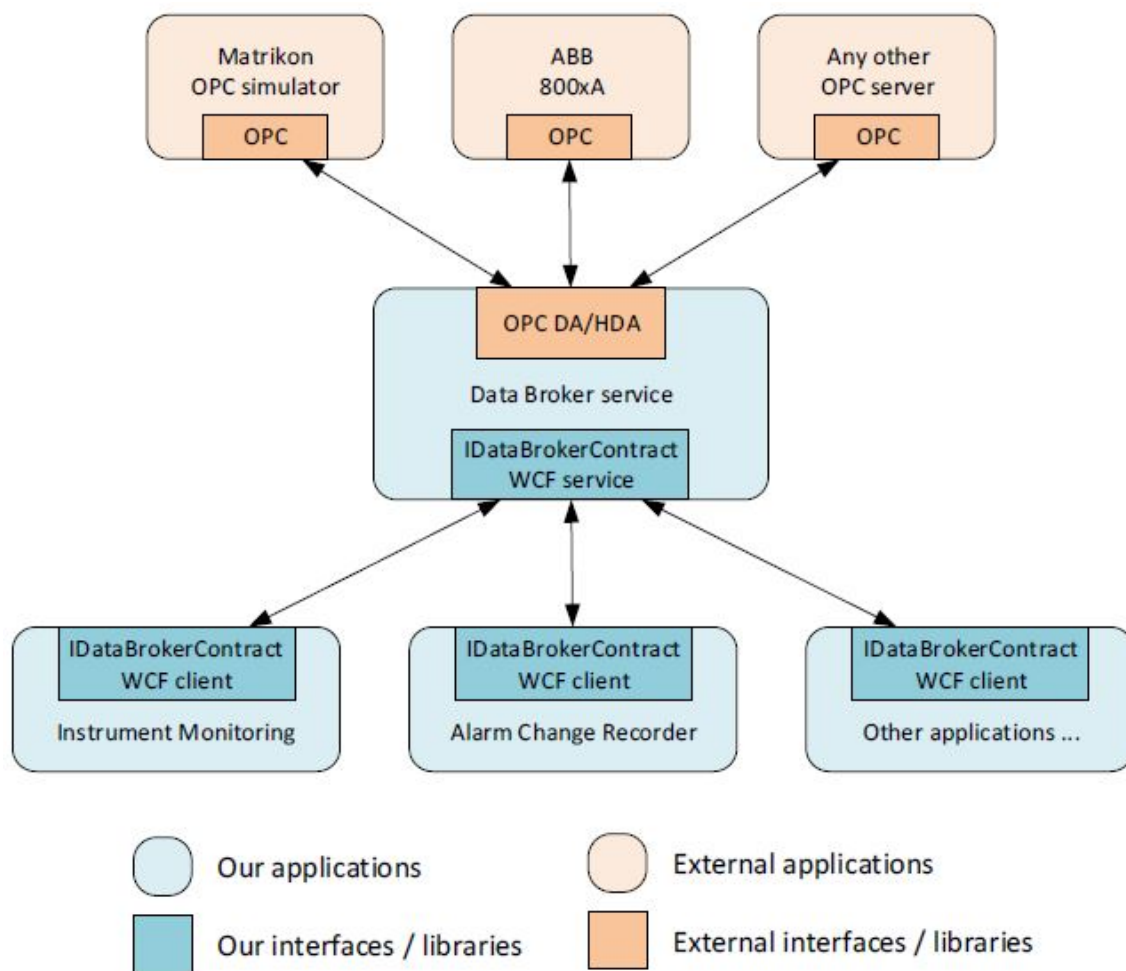 Matrikon
OPC simulator
OPC
ABB
800xA
OPC
Any other
OPC server
OPC
OPC DA/HDA
Data Broker service
IDataBrokerContract
WCF service
IDataBrokerContract
WCF client
Instrument Monitoring
IDataBrokerContract
WCF client
Alarm Change Recorder
IDataBrokerContract
WCF client
Other applications ...
Our applications
External applications
Our interfaces / libraries
External interfaces / libraries